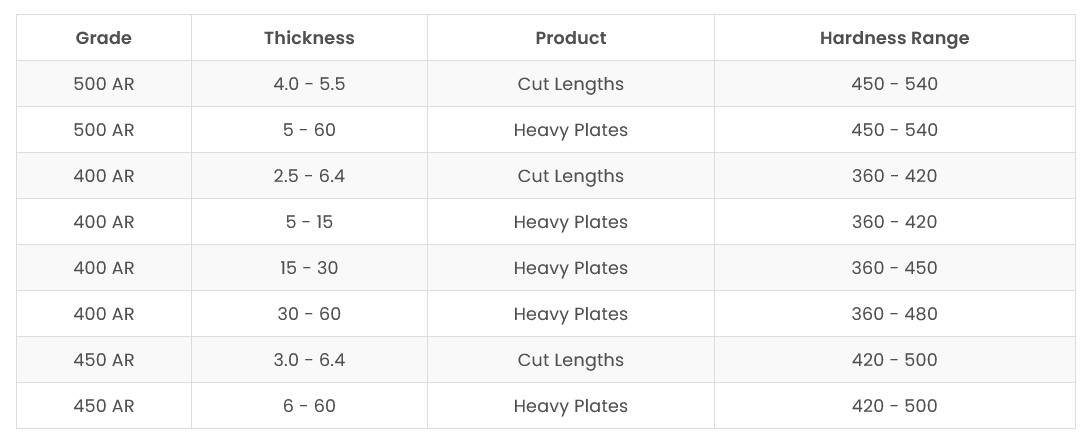 Grade Thickness Product Hardness Range
500 AR 4.0 - 5.5 Cut Lengths 450 - 540
500 AR 5 - 60 Heavy Plates 450 - 540
400 AR 2.5 - 6.4 Cut Lengths 360 - 420
400 AR 5 - 15 Heavy Plates 360 - 420
400 AR 15 - 30 Heavy Plates 360 - 450
400 AR 30 - 60 Heavy Plates 360 - 480
450 AR 3.0 - 6.4 Cut Lengths 420 - 500
450 AR 6 - 60 Heavy Plates 420 - 500